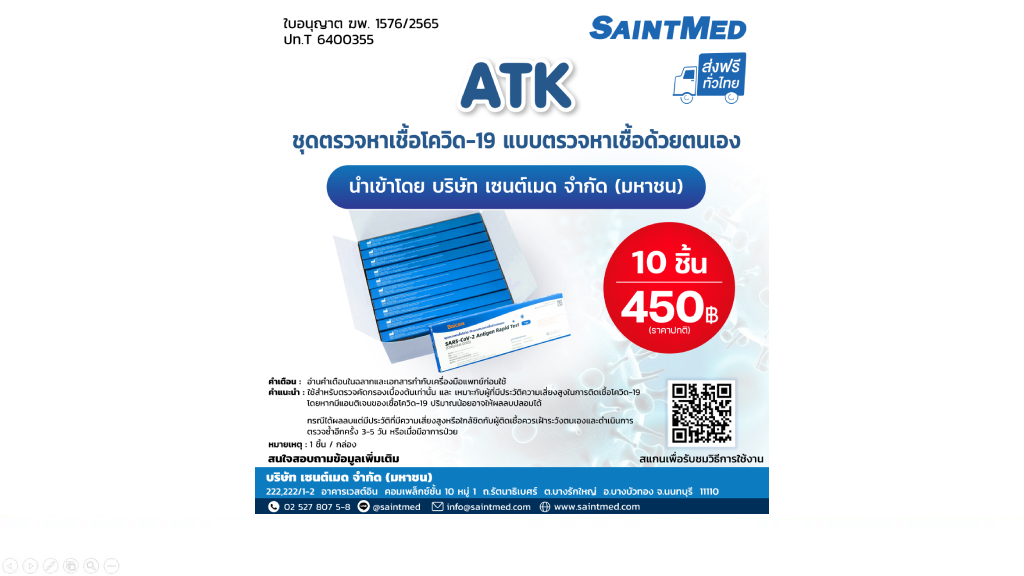 ใบอนุญาต ฆพ. 1576/2565
ปท.T 6400355
SAINTMED
ส่งฟรี
ทั่วไทย
ATK
ชุดตรวจหาเชื้อโควิด-19 แบบตรวจหาเชื้อด้วยตนเอง
นำเข้าโดย บริษัท เซนต์เมด จำกัด (มหาชน)
10 ชิ้น
450฿
(ราคาปกติ)
SARS-CoV-2 Antigen Rapid Test
คำเตือน : อ่านคำเตือนในฉลากและเอกสารกำกับเครื่องมือแพทย์ก่อนใช้
คำแนะนำ : ใช้สำหรับตรวจคัดกรองเบื้องต้นเท่านั้น และ เหมาะกับผู้ที่มีประวัติความเสี่ยงสูงในการติดเชื้อโควิด-19
โดยหากมีแอนติเจนของเชื้อโควิด-19 ปริมาณน้อยอาจให้ผลลบปลอมได้
กรณีได้ผลลบแต่มีประวัติที่มีความเสี่ยงสูงหรือใกล้ชิดกับผู้ติดเชื้อควรเฝ้าระวังตนเองและดำเนินการ
ตรวจซ้ำอีกครั้ง 3-5 วัน หรือเมื่อมีอาการป่วย
หมายเหตุ : 1 ชิ้น / กล่อง
สนใจสอบถามข้อมูลเพิ่มเติม
สแกนเพื่อรับชมวิธีการใช้งาน
บริษัท เซนต์เมด จำกัด (มหาชน)
222,222/1-2 อาคารเวสต์อิน คอมเพล็กซ์ชั้น 10 หมู่ 1 ถ.รัตนาธิเบศร์ ต.บางรักใหญ่ อ.บางบัวทอง จ.นนทบุรี 11110
02 527 807 5-8 @saintmed info@saintmed.com www.saintmed.com